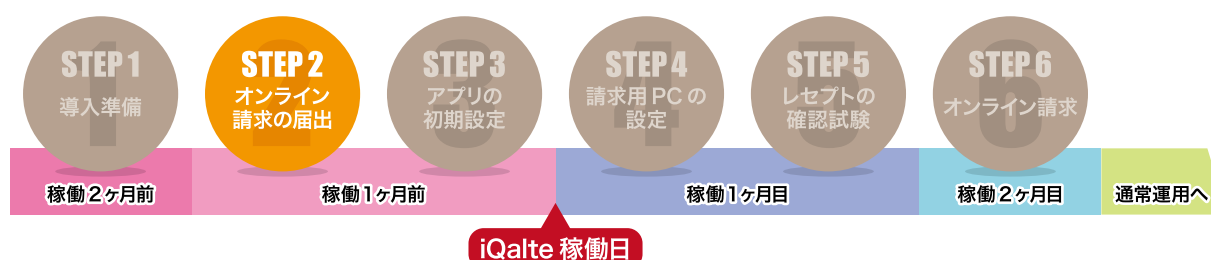 STEP 1
導入準備
STEP 2
オンライン
請求の届出
STEP 3
アプリの
初期設定
STEP 4
請求用 PC の
設定
STEP 5
レセプトの
確認試験
STEP 6
オンライン請求
稼働 2ヶ月前
稼働 1ヶ月前
稼働 1ヶ月目
稼働 2ヶ月目
通常運用へ
iQalte 稼働日